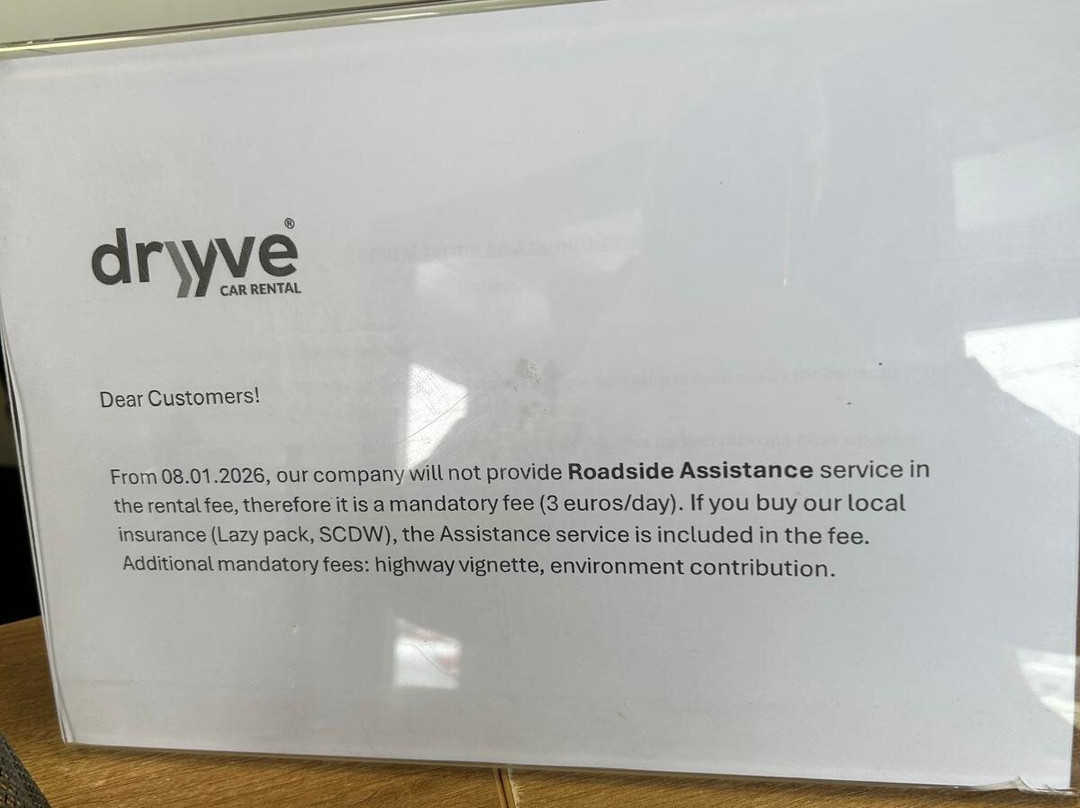 dryyve®
CAR RENTAL
Dear Customers!
From 08.01.2026, our company will not provide Roadside Assistance service in
the rental fee, therefore it is a mandatory fee (3 euros/day). If you buy our local
insurance (Lazy pack, SCDW), the Assistance service is included in the fee.
Additional mandatory fees: highway vignette, environment contribution.